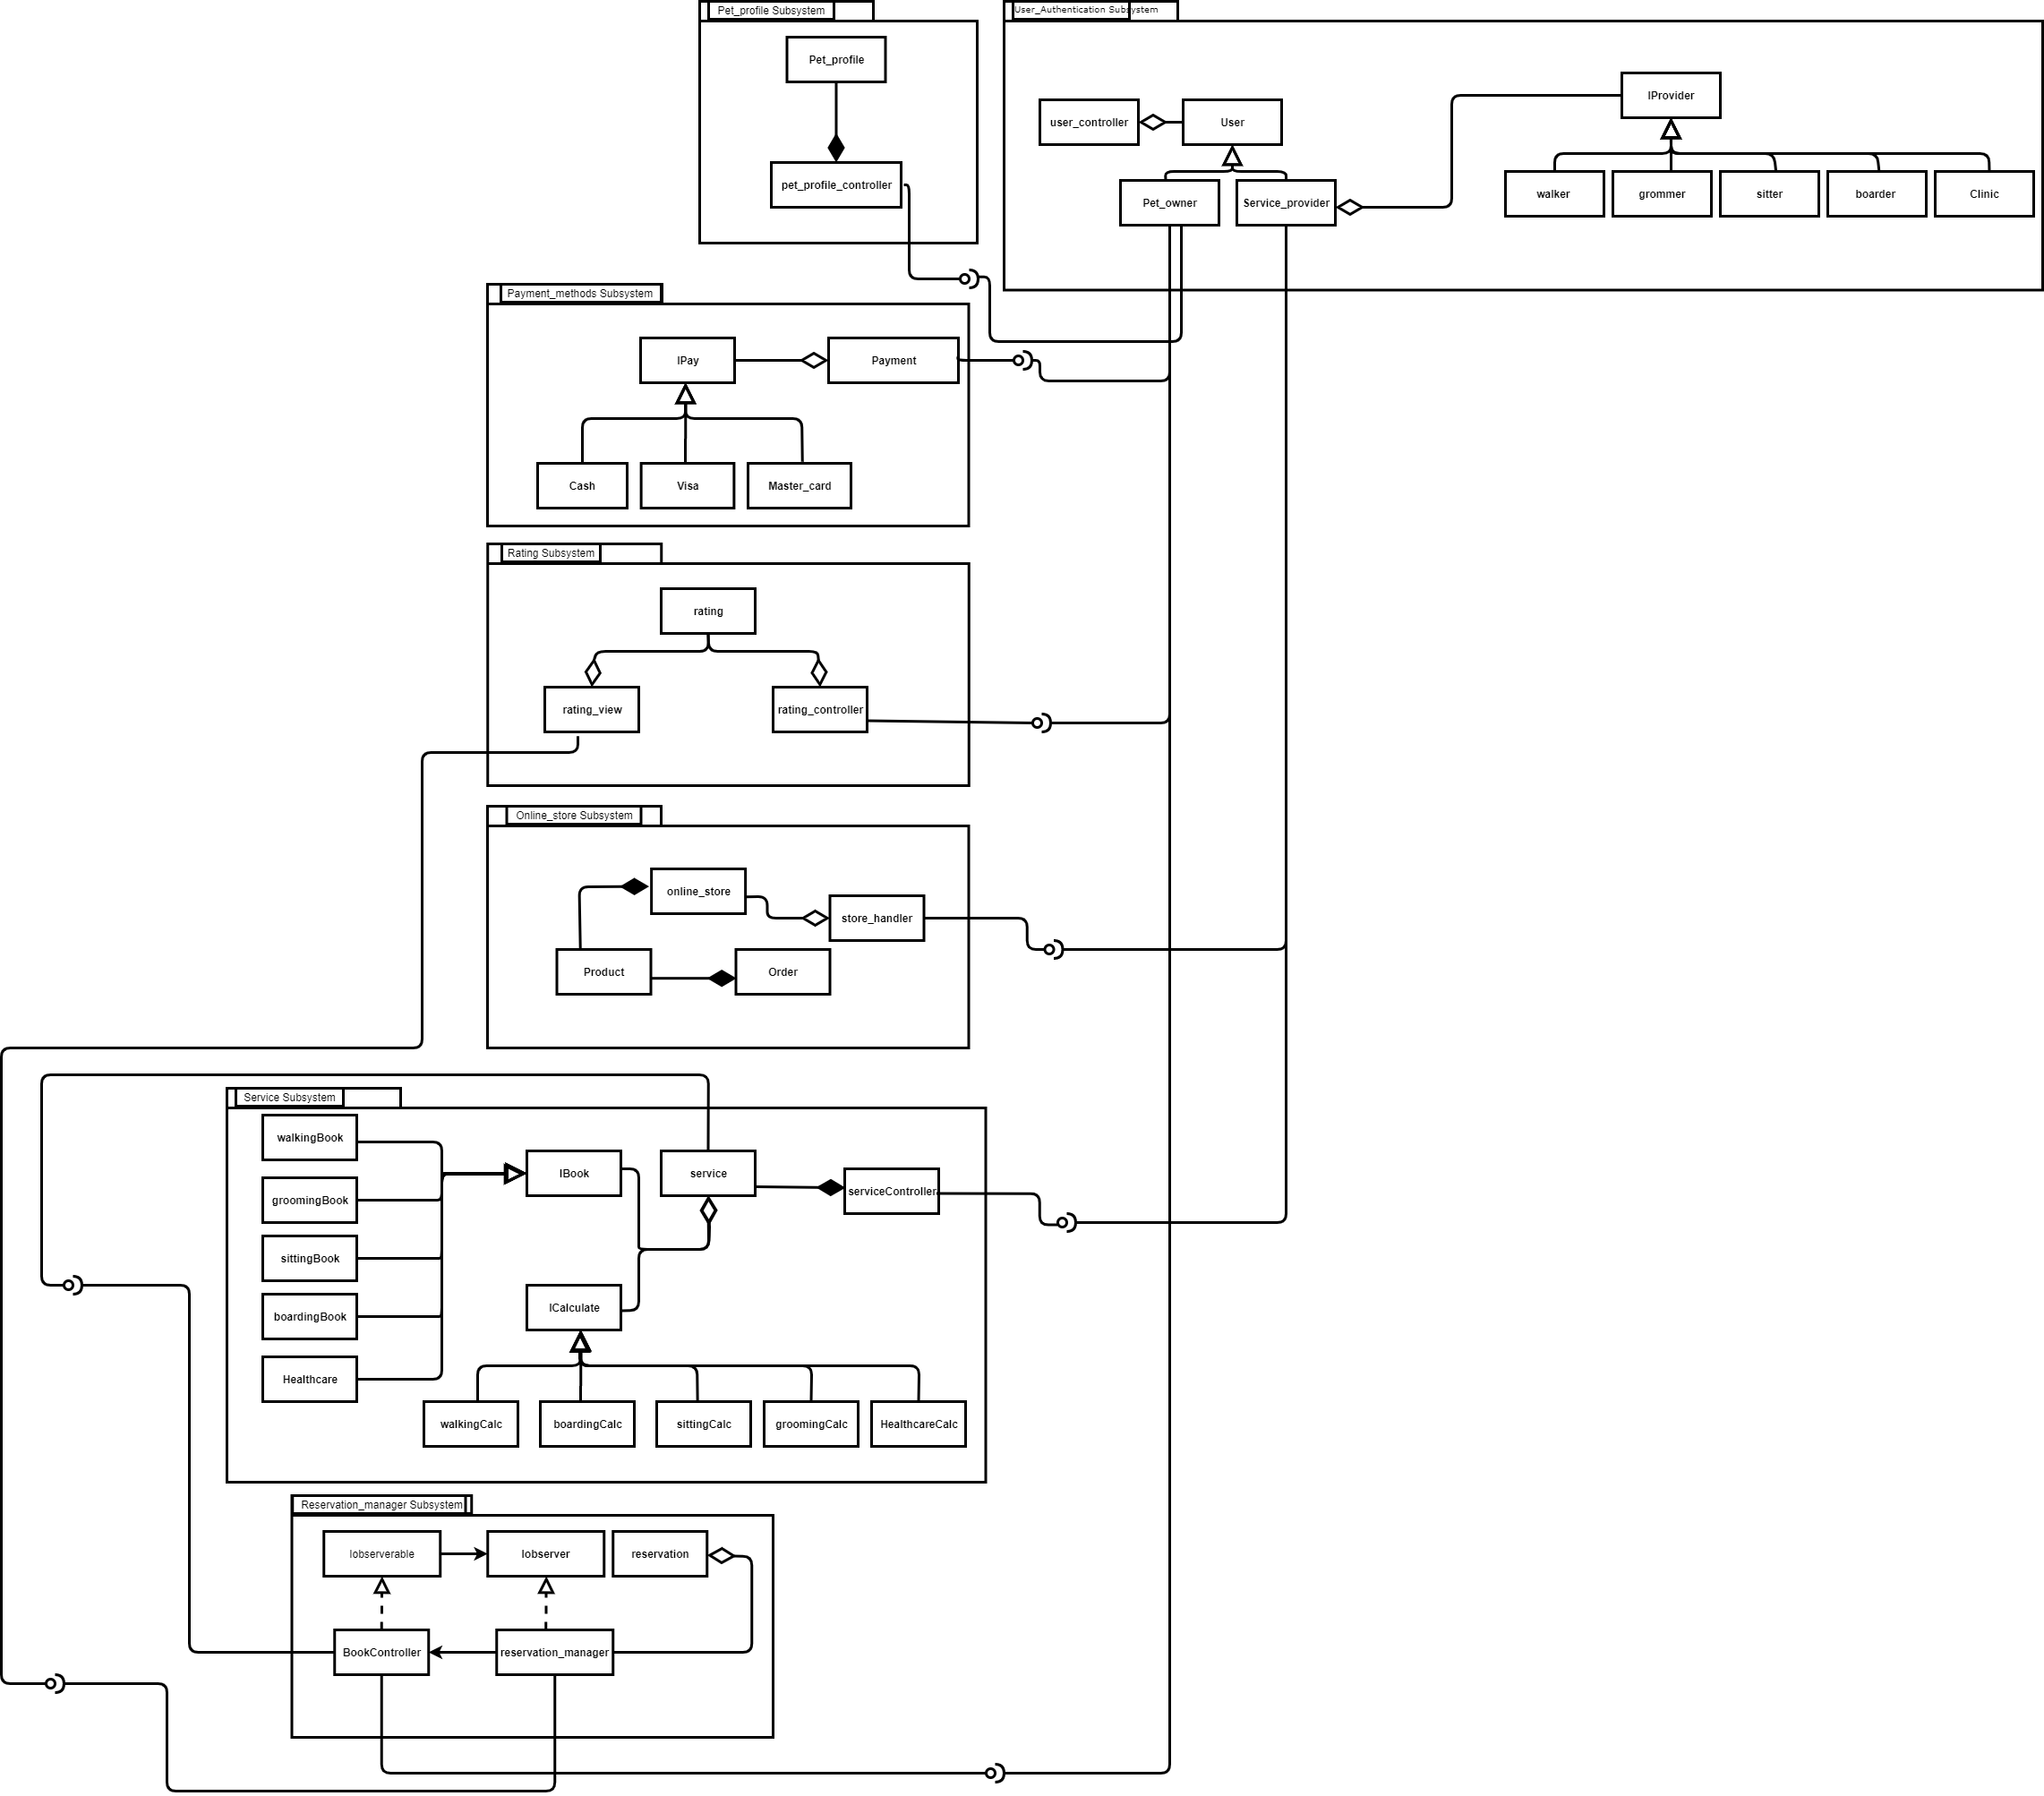 Pet_profile Subsystem
User_Authentication Subsystem
Pet_profile
IProvider
user_controller
User
pet_profile_controller
Pet_owner
Service_provider
walker
grommer
sitter
boarder
Clinic
Payment_methods Subsystem
IPay
Payment
Cash
Visa
Master_card
Rating Subsystem
rating
rating_view
rating_controller
Online_store Subsystem
online_store
store_handler
Product
Order
Service Subsystem
walkingBook
IBook
service
serviceController
groomingBook
sittingBook
boardingBook
ICalculate
Healthcare
walkingCalc
boardingCalc
sittingCalc
groomingCalc
HealthcareCalc
Reservation_manager Subsystem
Iobserverable
Iobserver
reservation
BookController
reservation_manager